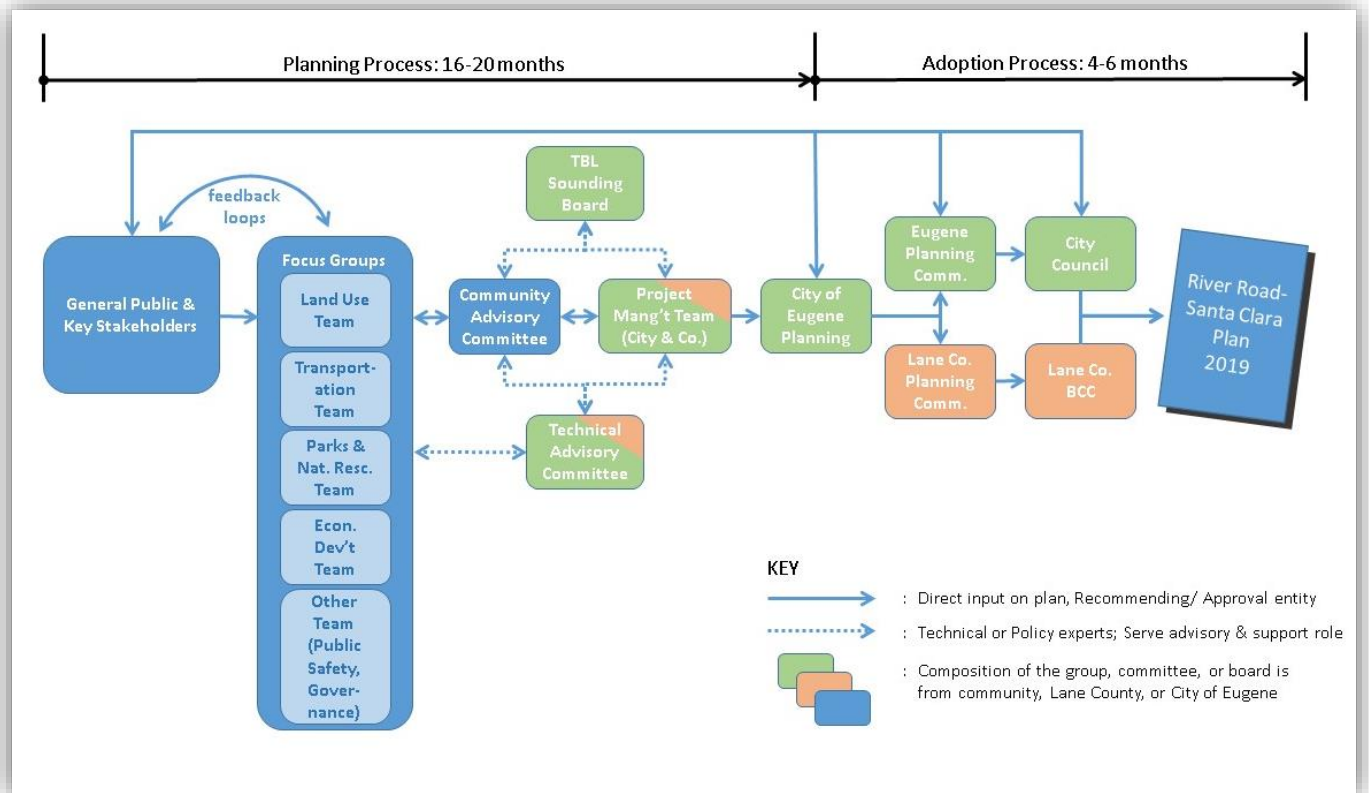 Planning Process: 16-20 months
Adoption Process: 4-6 months
feedback
loops
General Public &
Key Stakeholders
Focus Groups
Land Use
Team
Transport-
ation
Team
Parks &
Nat. Resc.
Team
Econ.
Dev't
Team
Other
Team
(Public
Safety,
Gover-
nance)
Community
Advisory
Committee
TBL
Sounding
Board
Project
Mang't Team
(City & Co.)
Technical
Advisory
Committee
City of
Eugene
Planning
Eugene
Planning
Comm.
City
Council
Lane Co.
Planning
Comm.
Lane Co.
BCC
River Road-
Santa Clara
Plan
2019
KEY
: Direct input on plan, Recommending/ Approval entity
: Technical or Policy experts; Serve advisory & support role
: Composition of the group, committee, or board is
from community, Lane County, or City of Eugene